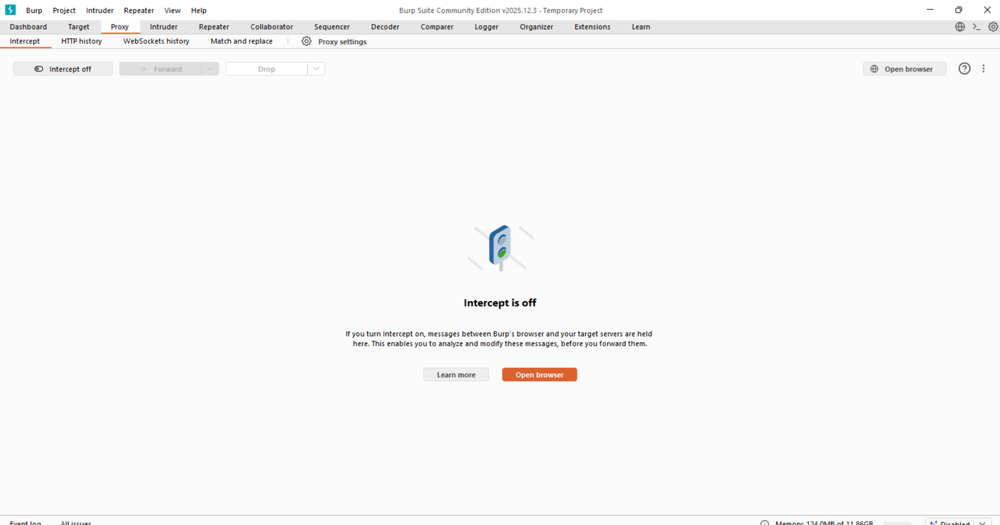 Burp Project Intruder Repeater View Help Burp Suite Community Edition v2025.12.3 - Temporary Project
Dashboard Target Proxy Intruder Repeater Collaborator Sequencer Decoder Comparer Logger Organizer Extensions Learn
Intercept HTTP history WebSockets history Match and replace Proxy settings
Intercept off Forward Drop Open browser
Intercept is off
If you turn Intercept on, messages between Burp's browser and your target servers are held
here. This enables you to analyze and modify these messages, before you forward them.
Learn more Open browser
Event log All issues Memory: 124.0MB of 11.86GB Disabled